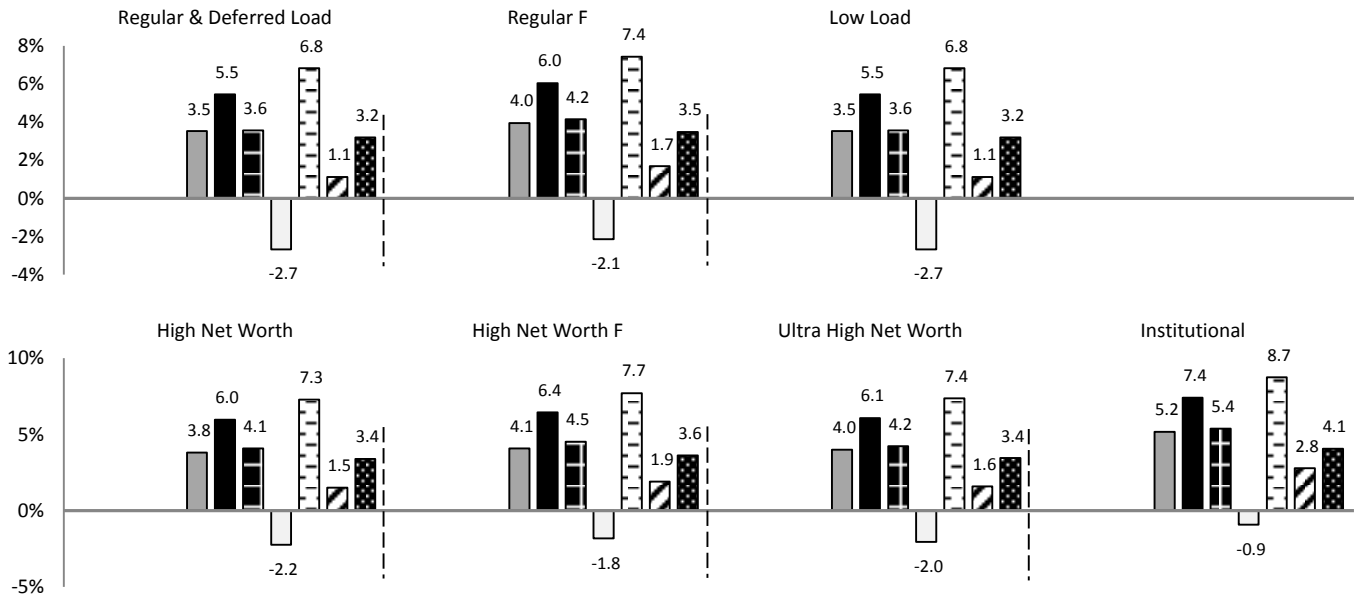 Regular & Deferred Load Regular F Low Load
8%
6%
4%
2%
0%
-2%
-4%
3.5 5.5 3.6 -2.7 6.8 1.1 3.2
4.0 6.0 4.2 -2.1 7.4 1.7 3.5
3.5 5.5 3.6 -2.7 6.8 1.1 3.2
High Net Worth High Net Worth F Ultra High Net Worth Institutional
10%
5%
0%
-5%
3.8 6.0 4.1 -2.2 7.3 1.5 3.4
4.1 6.4 4.5 -1.8 7.7 1.9 3.6
4.0 6.1 4.2 -2.0 7.4 1.6 3.4
5.2 7.4 5.4 -0.9 8.7 2.8 4.1